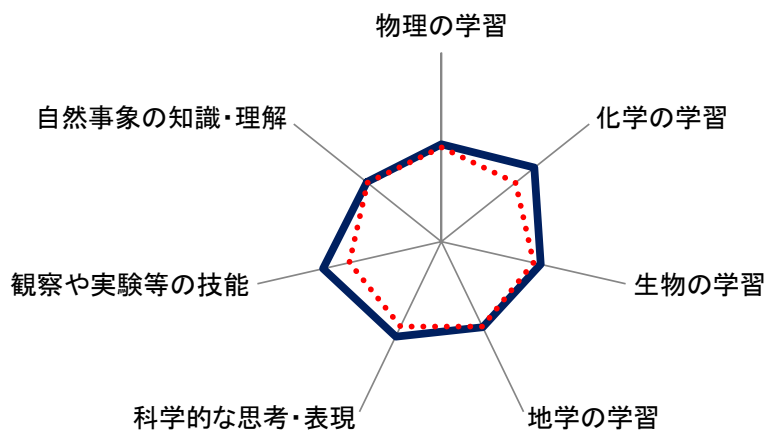 物理の学習
化学の学習
生物の学習
地学の学習
科学的な思考・表現
観察や実験等の技能
自然事象の知識・理解